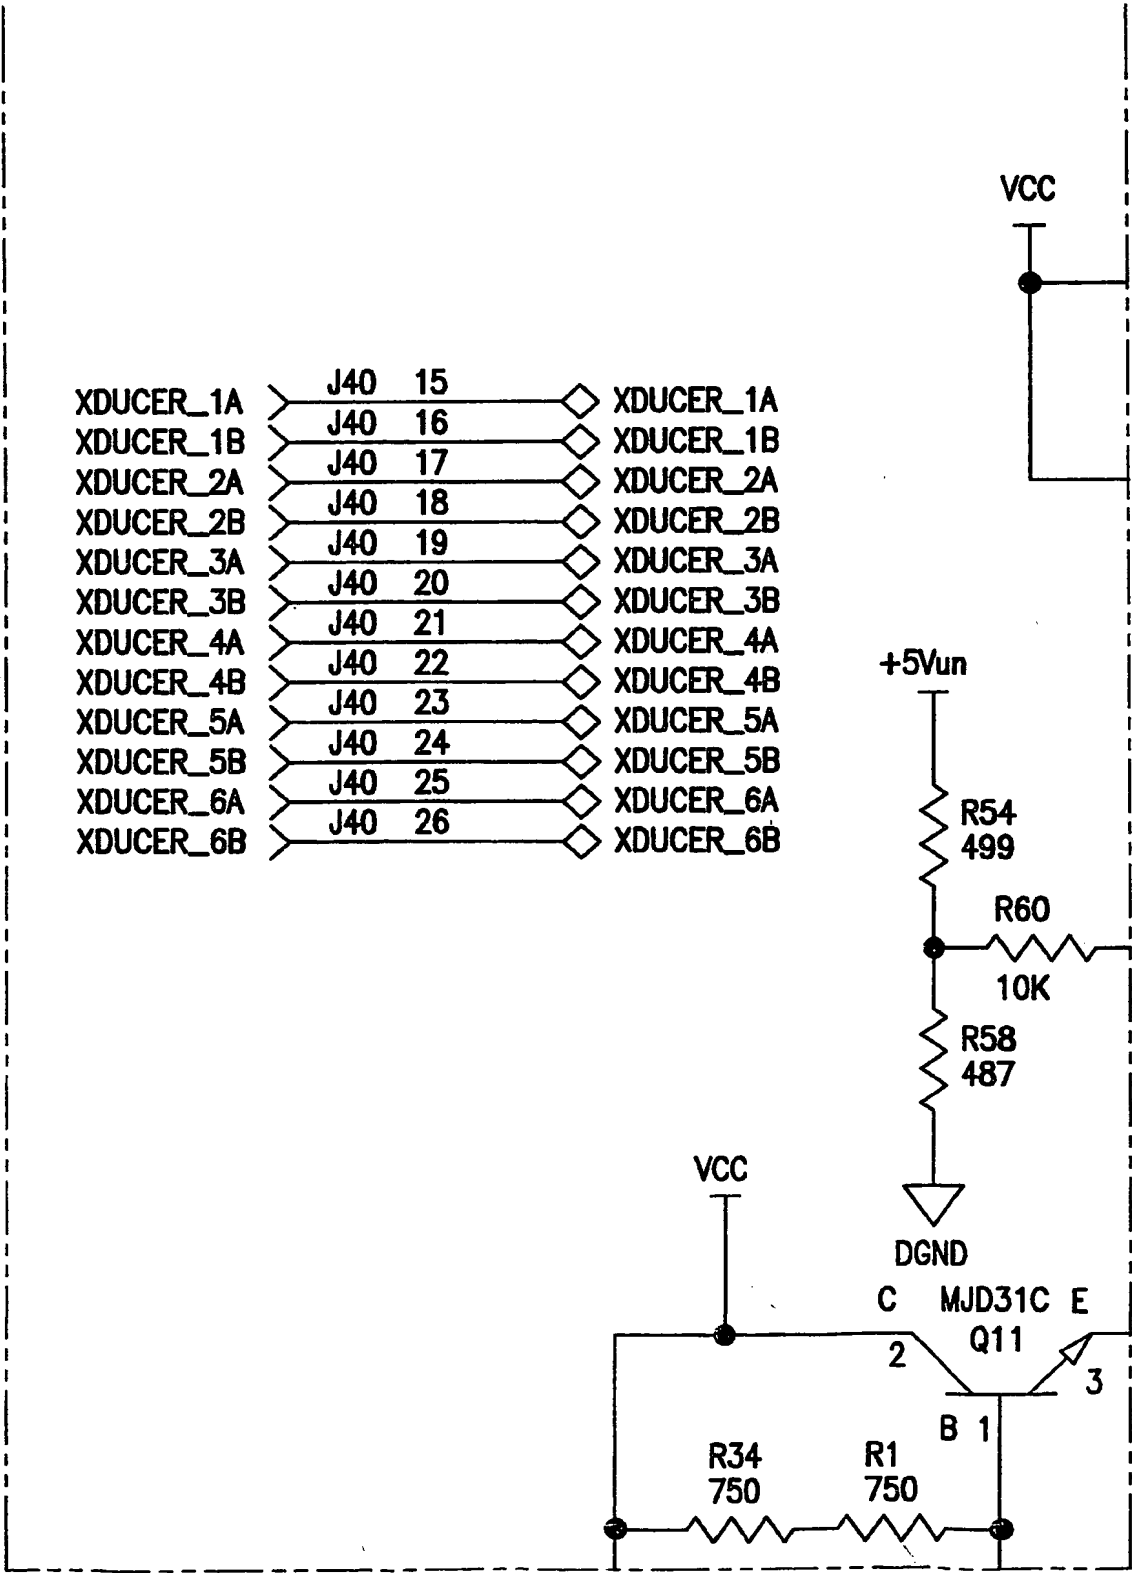 VCC
XDUCER_1A J40 15 XDUCER_1A
XDUCER_1B J40 16 XDUCER_1B
XDUCER_2A J40 17 XDUCER_2A
XDUCER_2B J40 18 XDUCER_2B
XDUCER_3A J40 19 XDUCER_3A
XDUCER_3B J40 20 XDUCER_3B
XDUCER_4A J40 21 XDUCER_4A
XDUCER_4B J40 22 XDUCER_4B
XDUCER_5A J40 23 XDUCER_5A
XDUCER_5B J40 24 XDUCER_5B
XDUCER_6A J40 25 XDUCER_6A
XDUCER_6B J40 26 XDUCER_6B
+5Vun
R54
499
R60
10K
R58
487
DGND
VCC
C MJD31C E
Q11
2
3
B 1
R34
750
R1
750